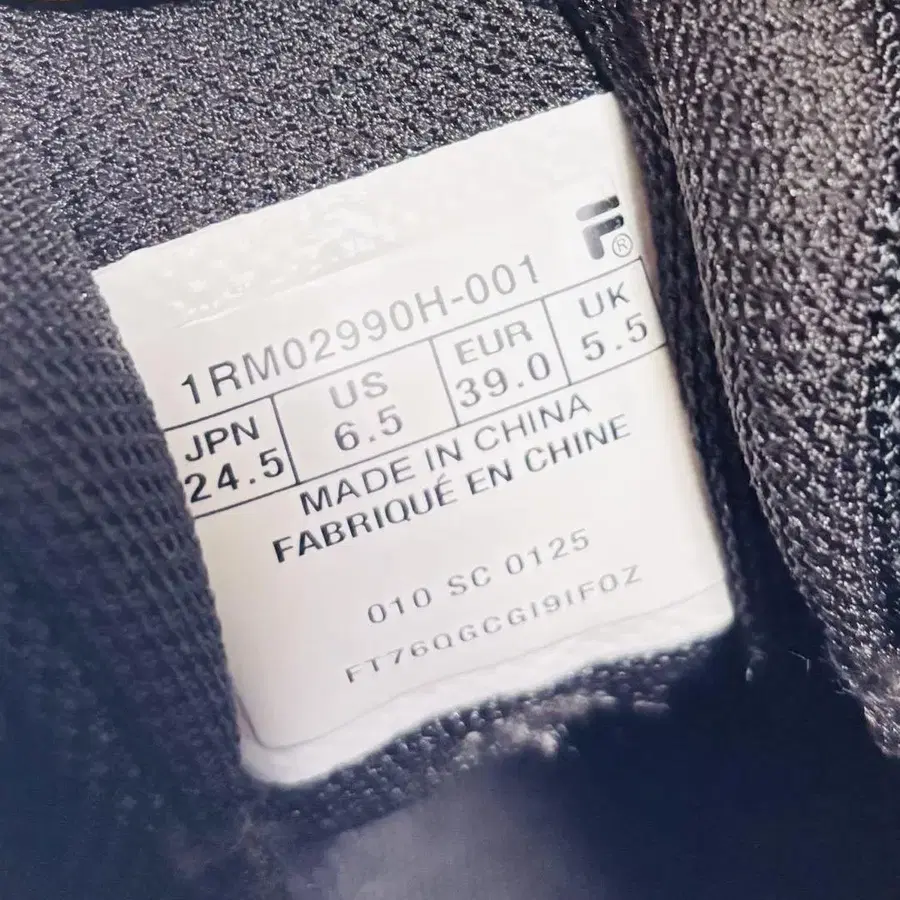 1RM02990H-001
JPN US EUR UK
24.5 6.5 39.0 5.5
MADE IN CHINA
FABRIQUÉ EN CHINE
010 SC 0125
FT76QGCGI9IFOZ